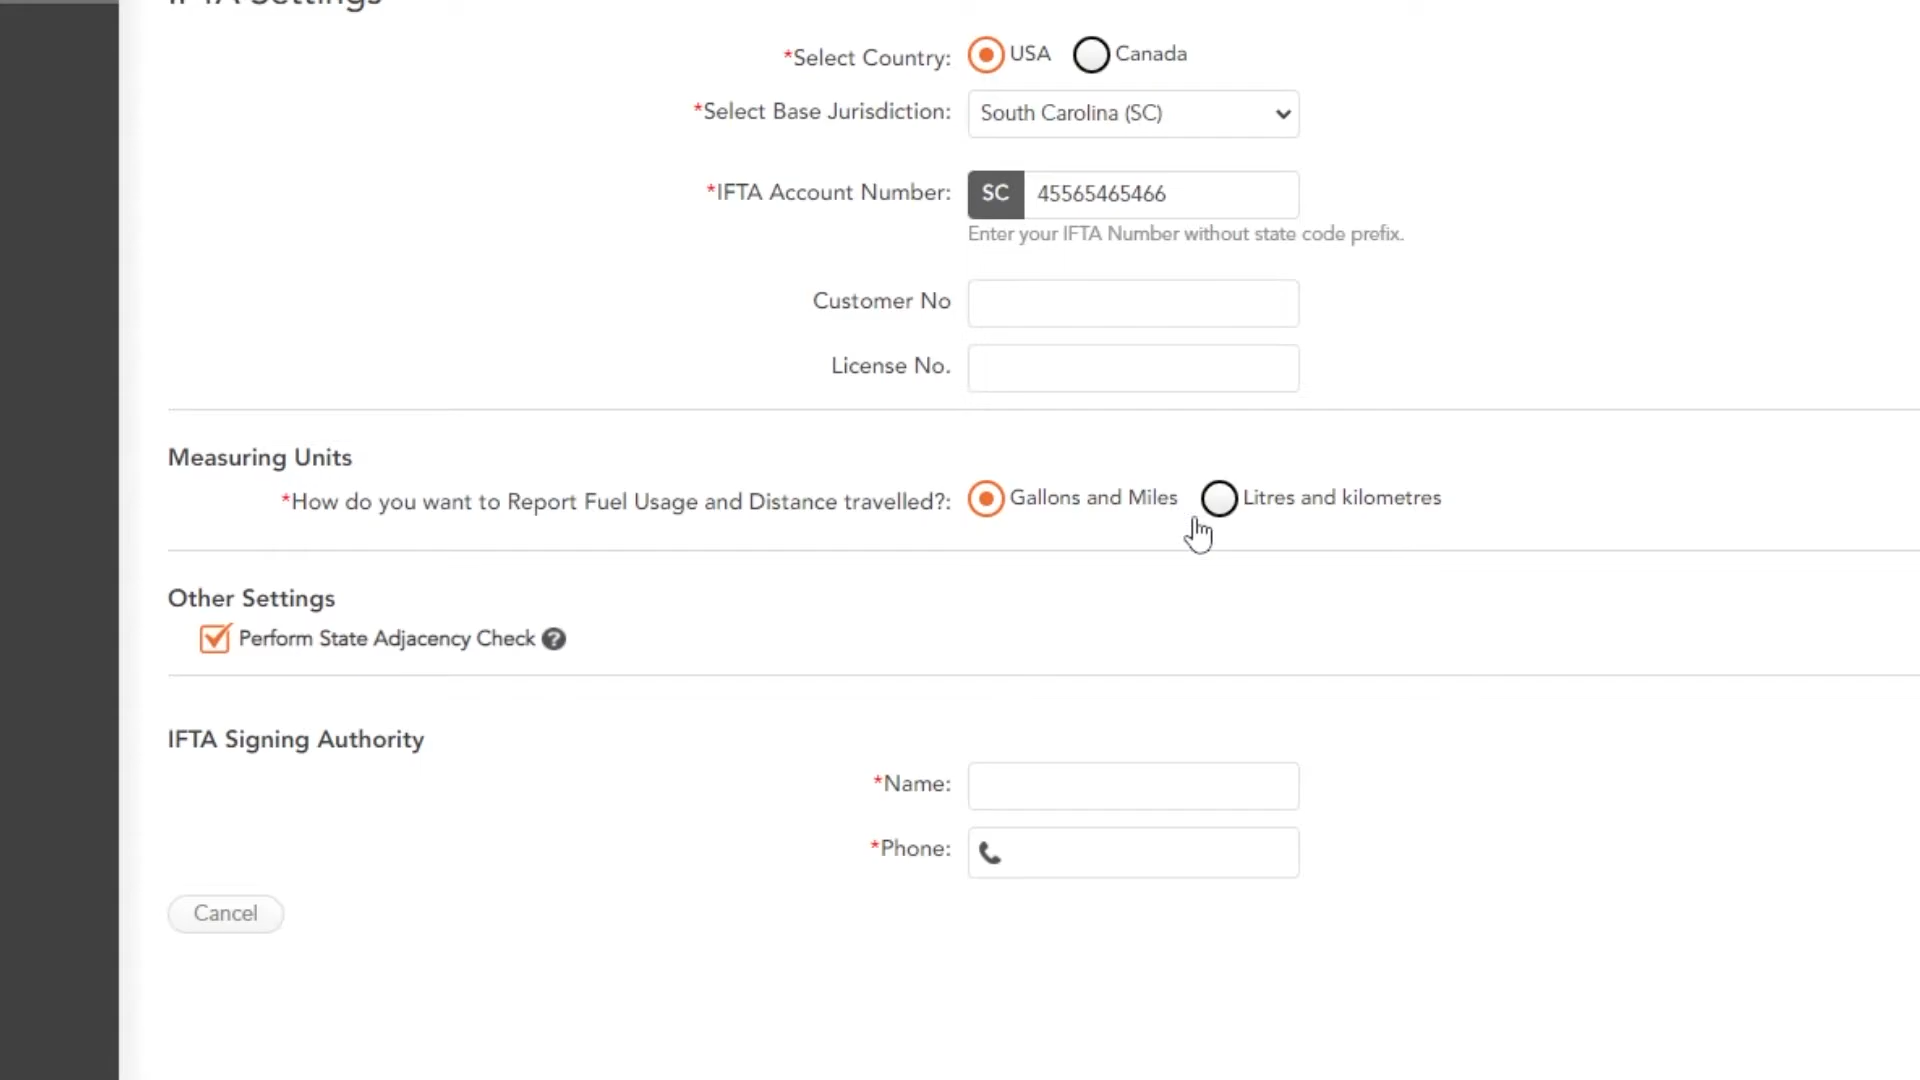 IFTA Settings
*Select Country: USA Canada
*Select Base Jurisdiction: South Carolina (SC)
*IFTA Account Number: SC 45565465466
Enter your IFTA Number without state code prefix.
Customer No
License No.
Measuring Units
*How do you want to Report Fuel Usage and Distance travelled?: Gallons and Miles Litres and kilometres
Other Settings
Perform State Adjacency Check ?
IFTA Signing Authority
*Name:
*Phone:
Cancel